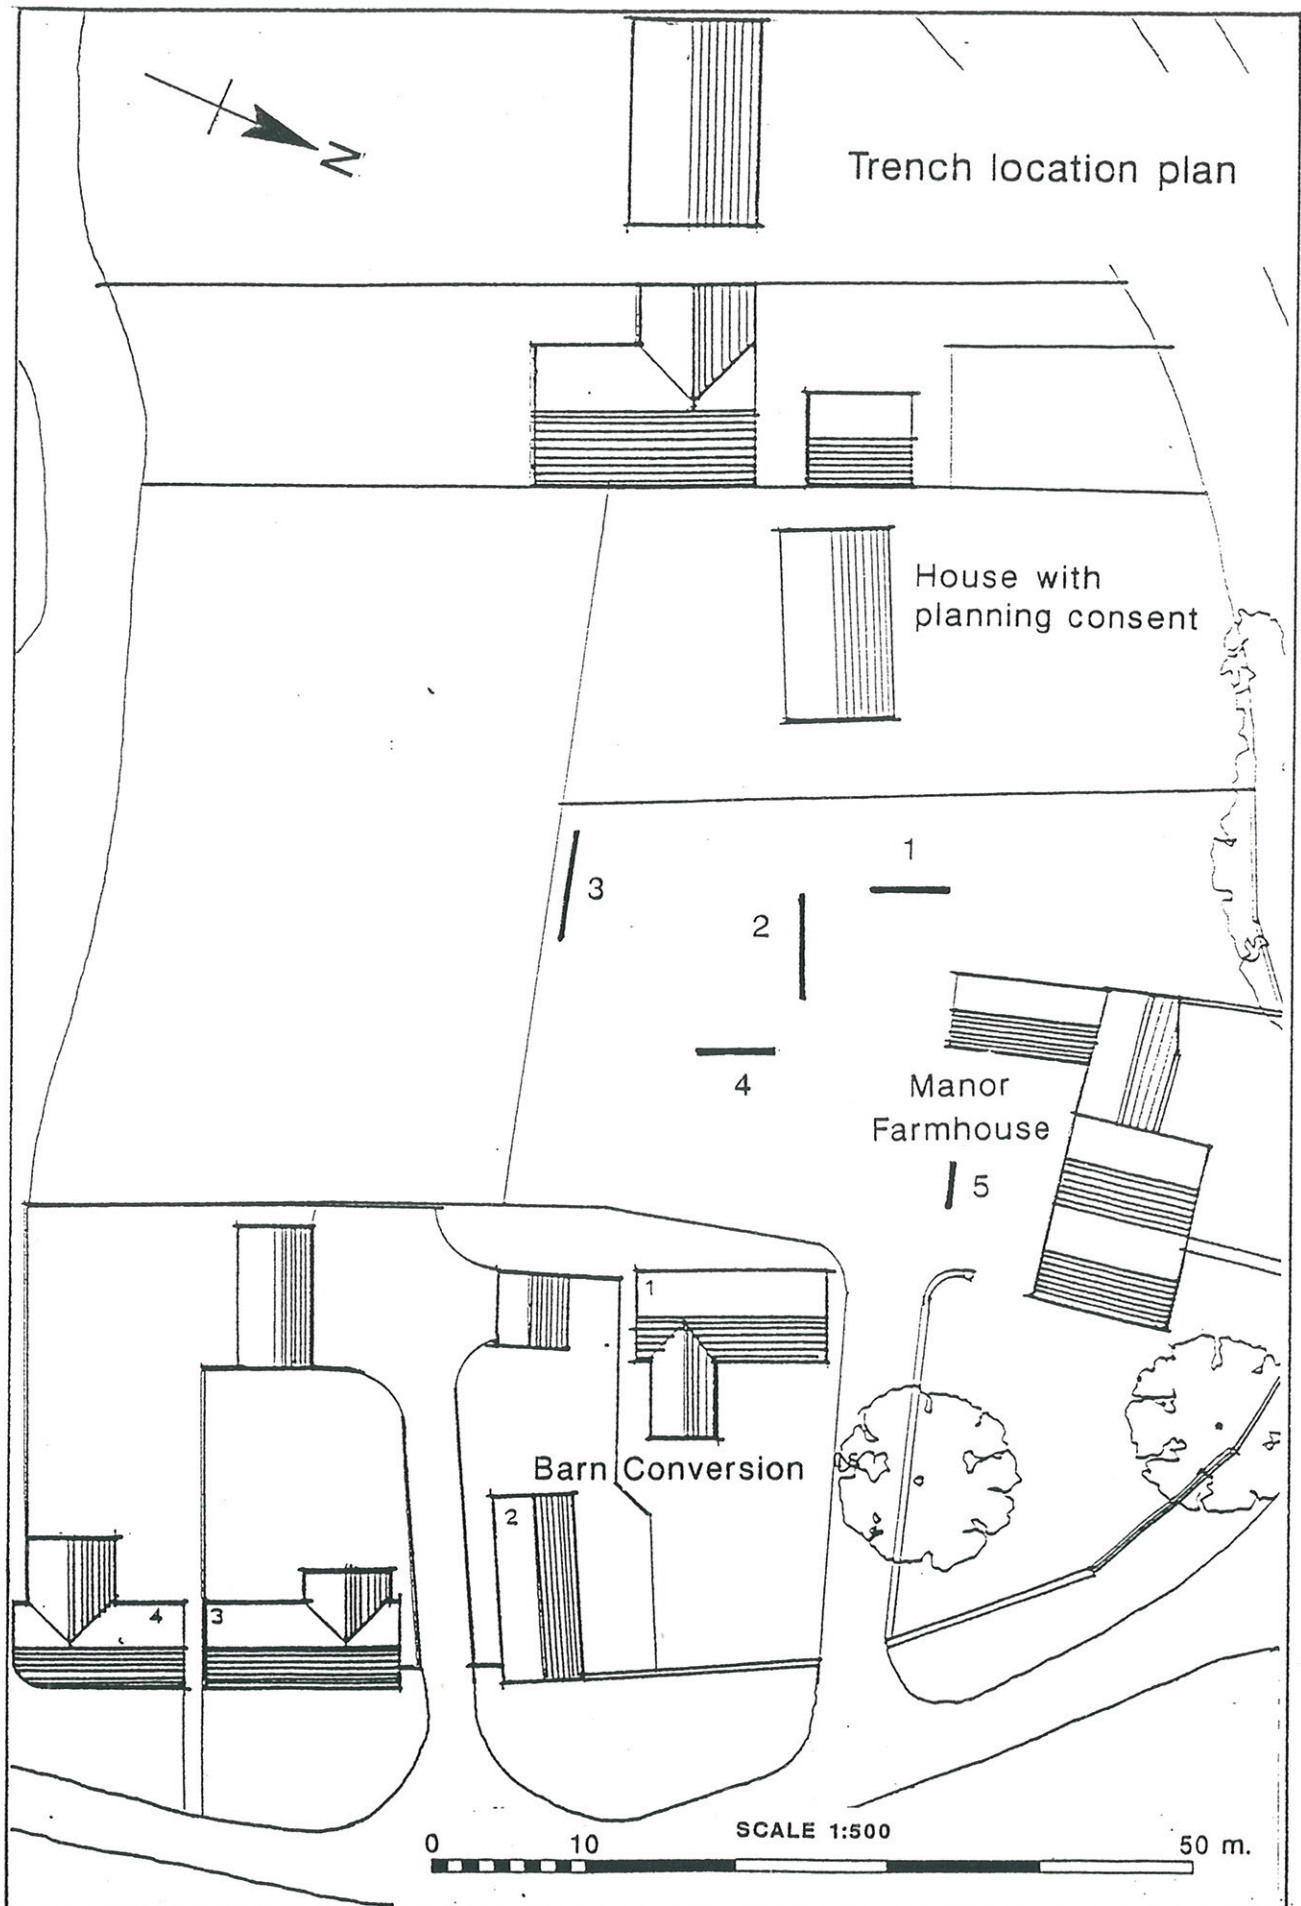 N
Trench location plan
House with
planning consent
1
3
2
4
Manor
Farmhouse
5
1
Barn Conversion
2
4
3
SCALE 1:500
0 10 50 m.